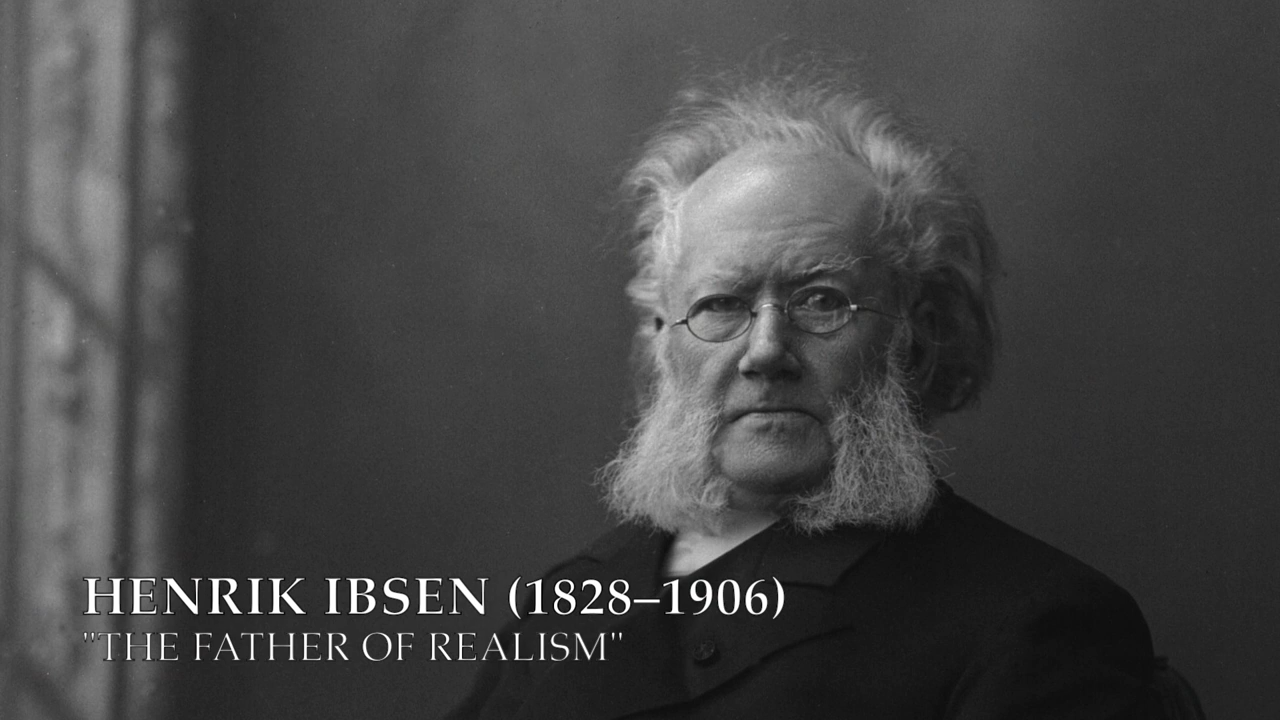 HENRIK IBSEN (1828–1906)
"THE FATHER OF REALISM"